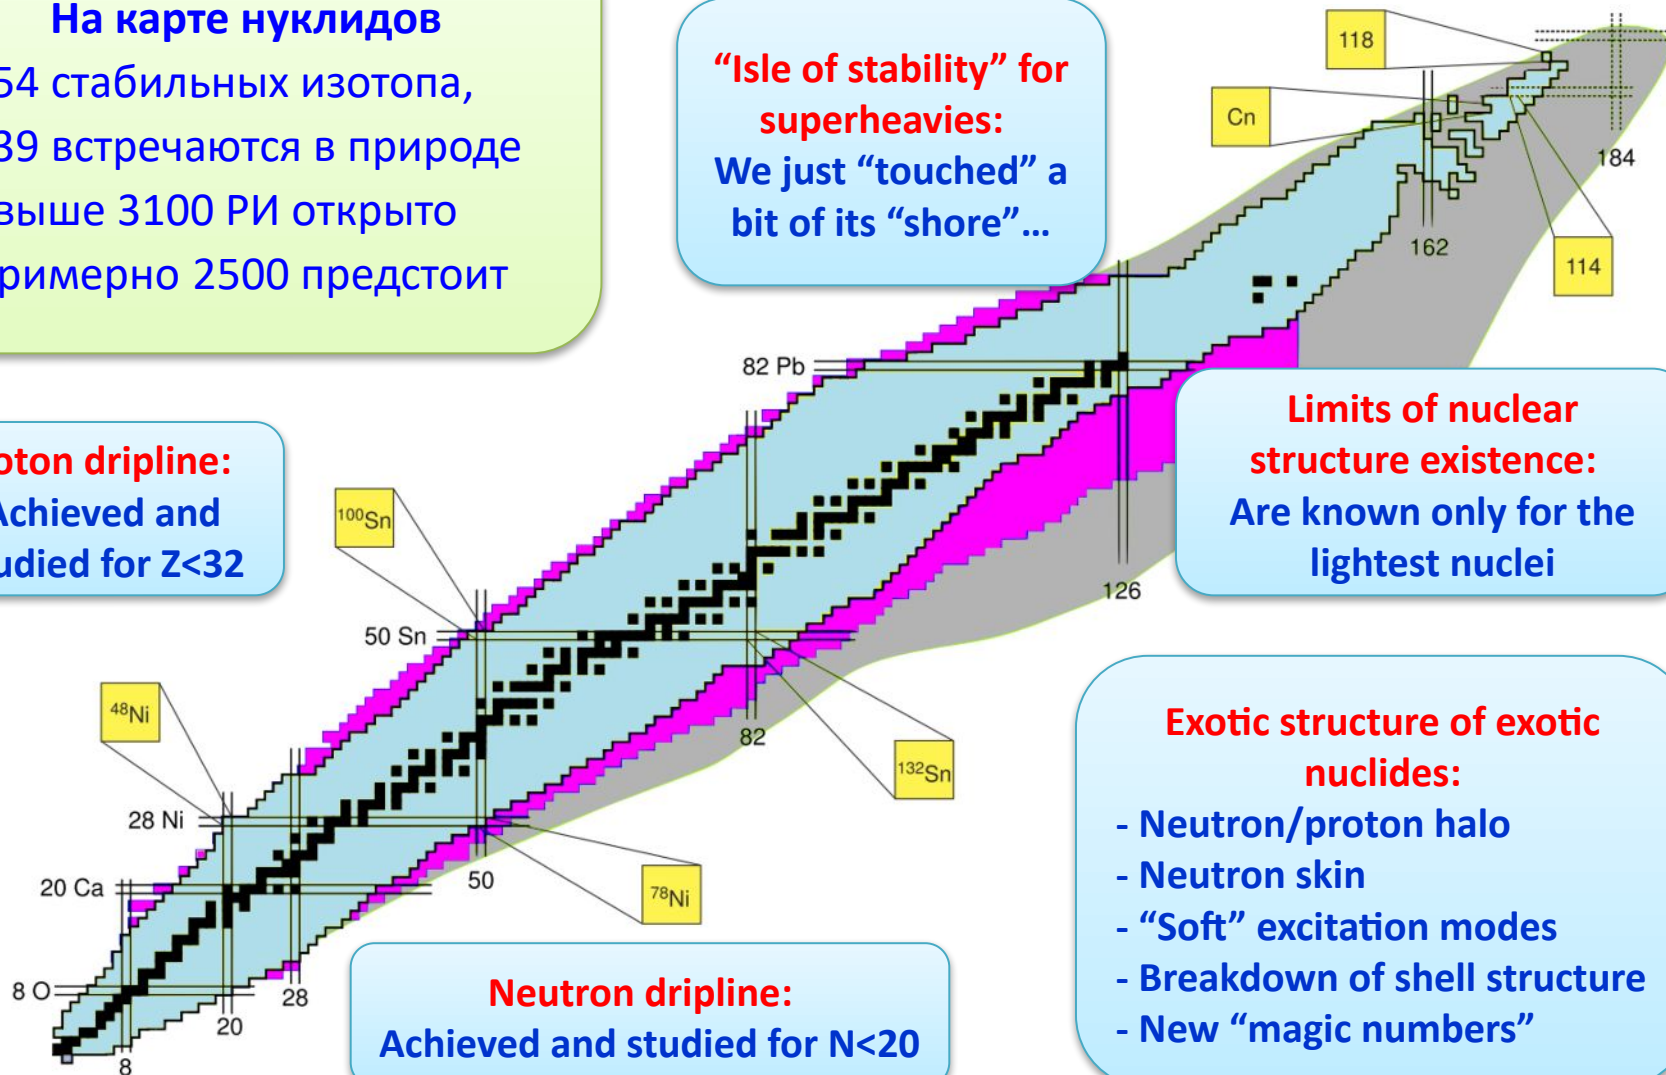 На карте нуклидов
54 стабильных изотопа,
39 встречаются в природе
выше 3100 РИ открыто
римерно 2500 предстоит
“Isle of stability” for
superheavies:
We just “touched” a
bit of its “shore”…
118
Cn
184
162
114
82 Pb
oton dripline:
Achieved and
udied for Z<32
Limits of nuclear
structure existence:
Are known only for the
lightest nuclei
¹⁰⁰Sn
126
50 Sn
⁴⁸Ni
82
¹³²Sn
28 Ni
Exotic structure of exotic
nuclides:
- Neutron/proton halo
- Neutron skin
- “Soft” excitation modes
- Breakdown of shell structure
- New “magic numbers”
20 Ca
50
⁷⁸Ni
8 O
28
20
8
Neutron dripline:
Achieved and studied for N<20